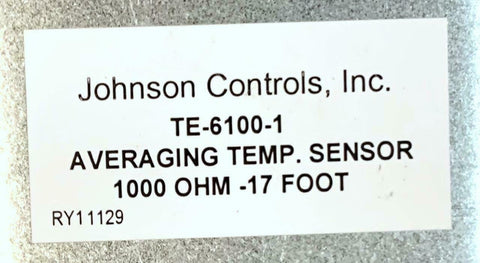 Johnson Controls, Inc.
TE-6100-1
AVERAGING TEMP. SENSOR
1000 OHM -17 FOOT
RY11129